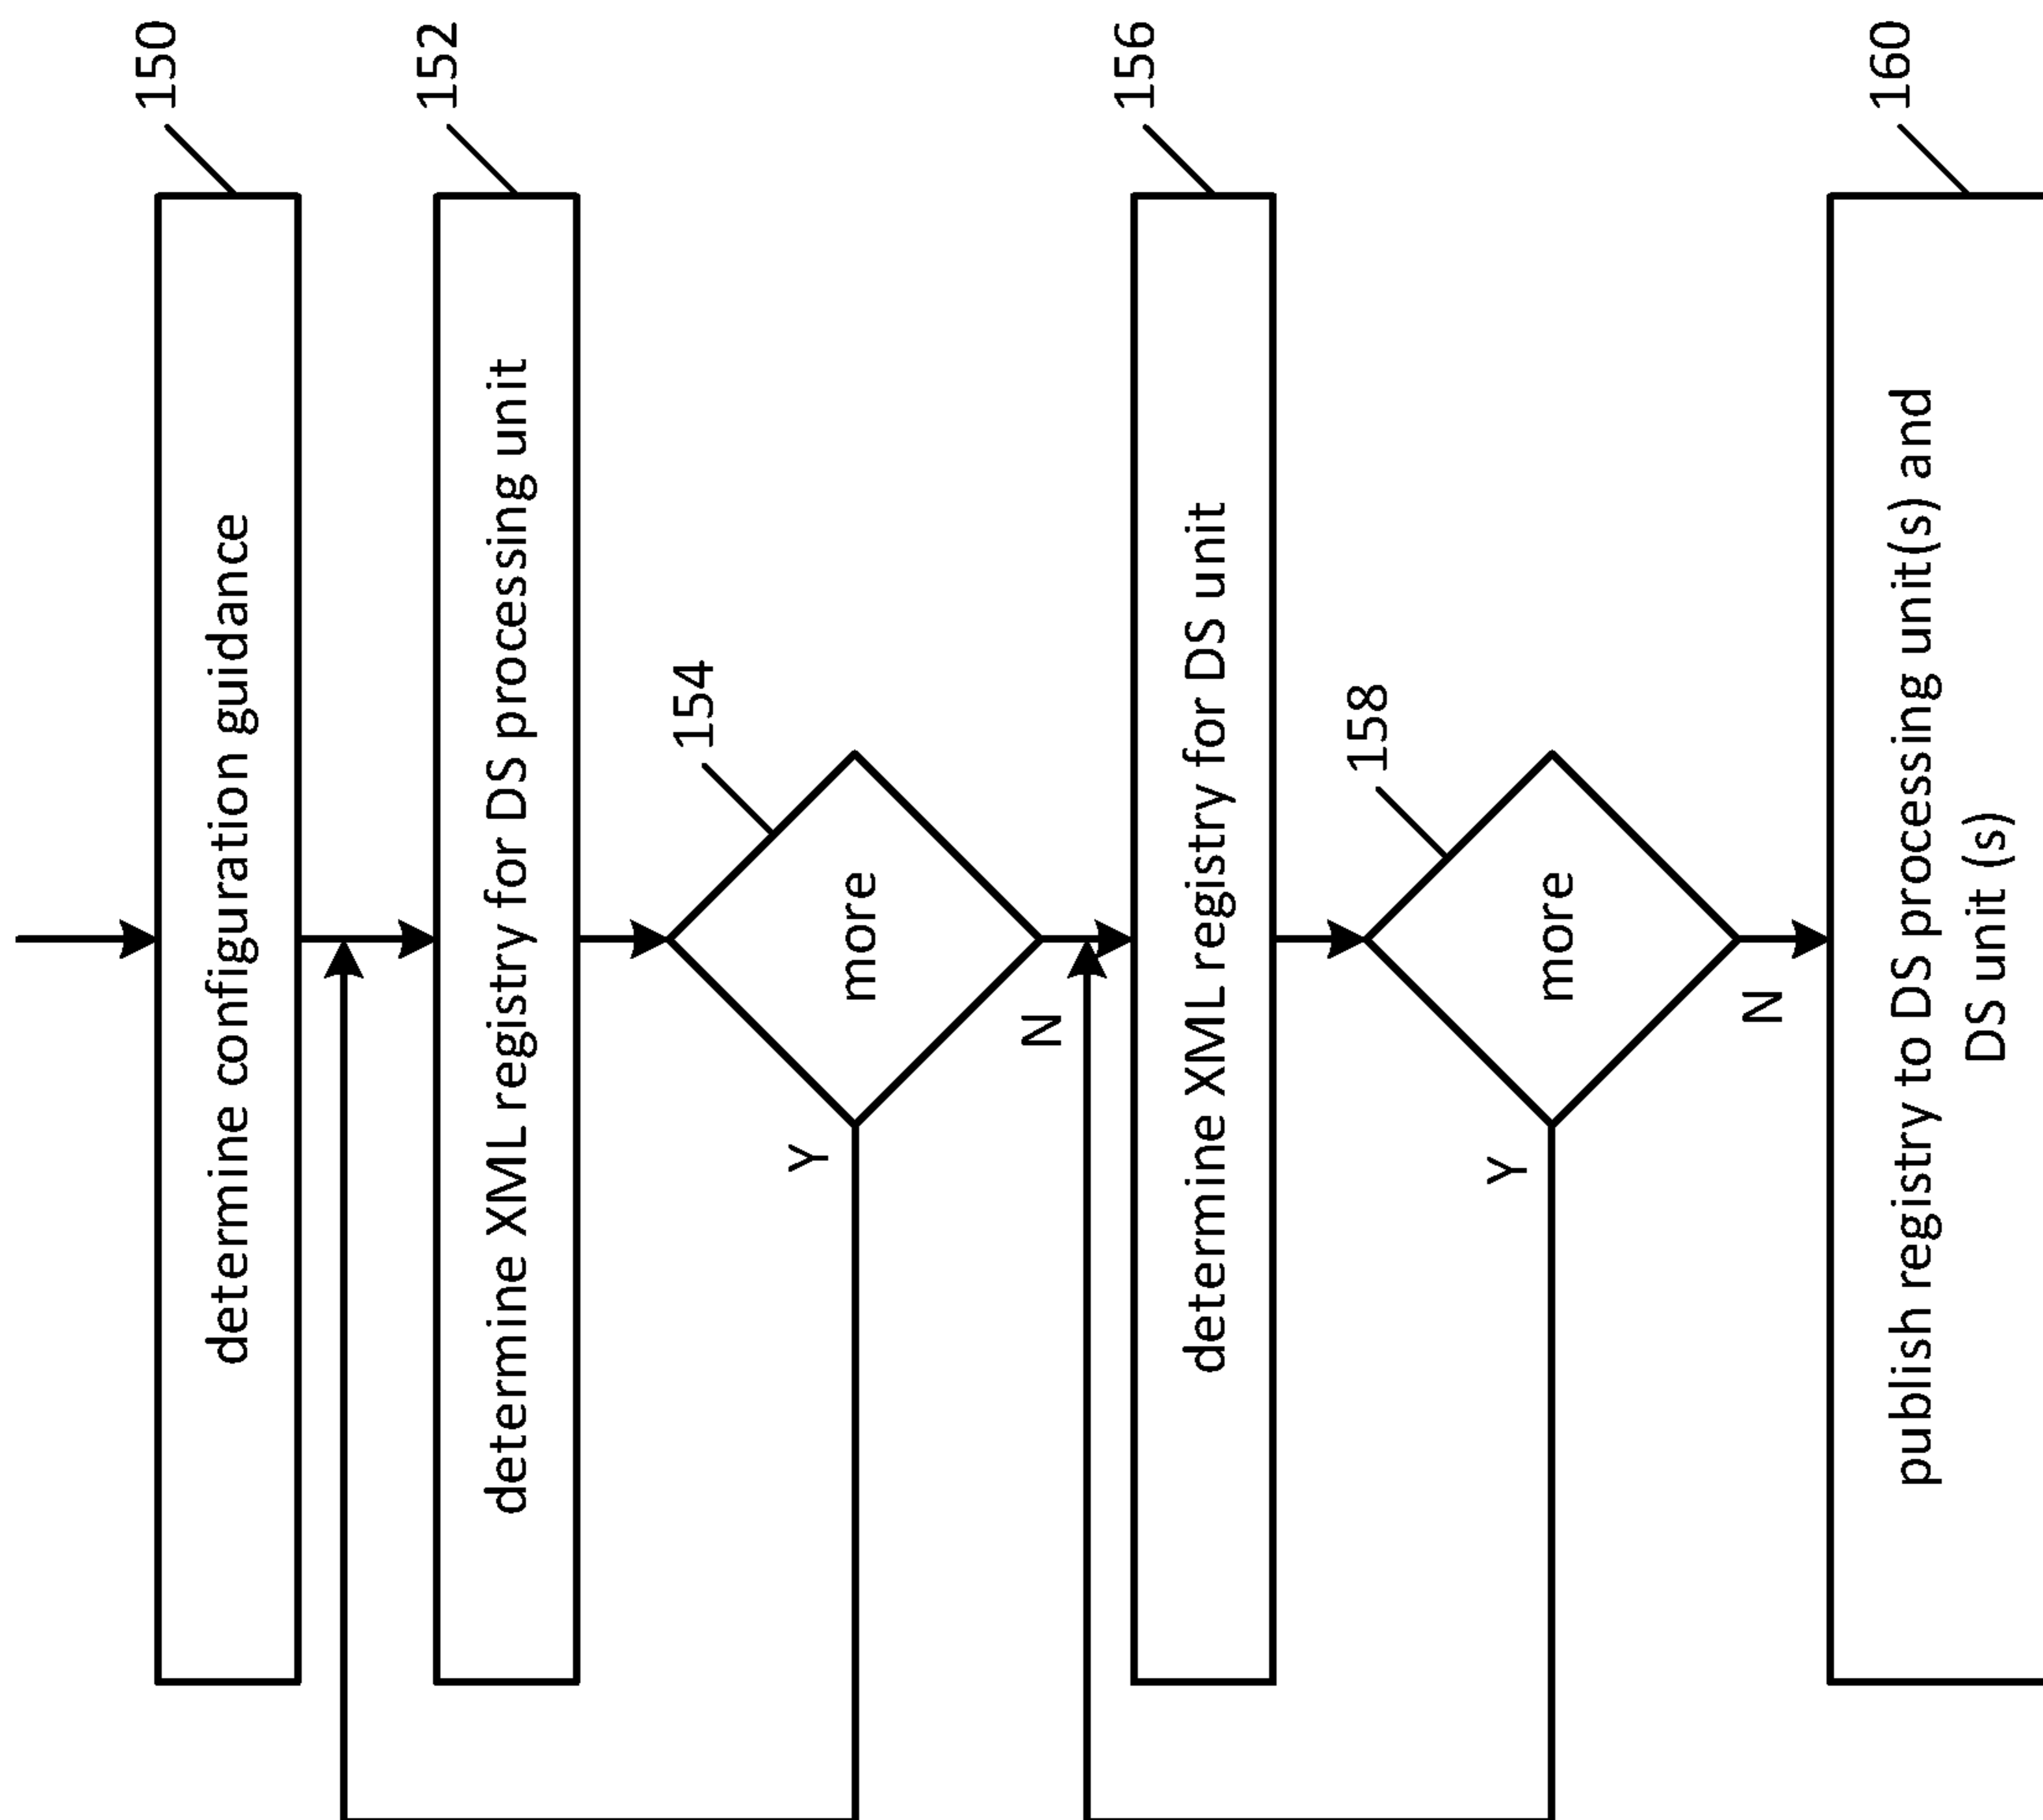 150
determine configuration guidance
152
determine XML registry for DS processing unit
154
more
Y
N
156
determine XML registry for DS unit
158
more
Y
N
160
publish registry to DS processing unit(s) and
DS unit (s)